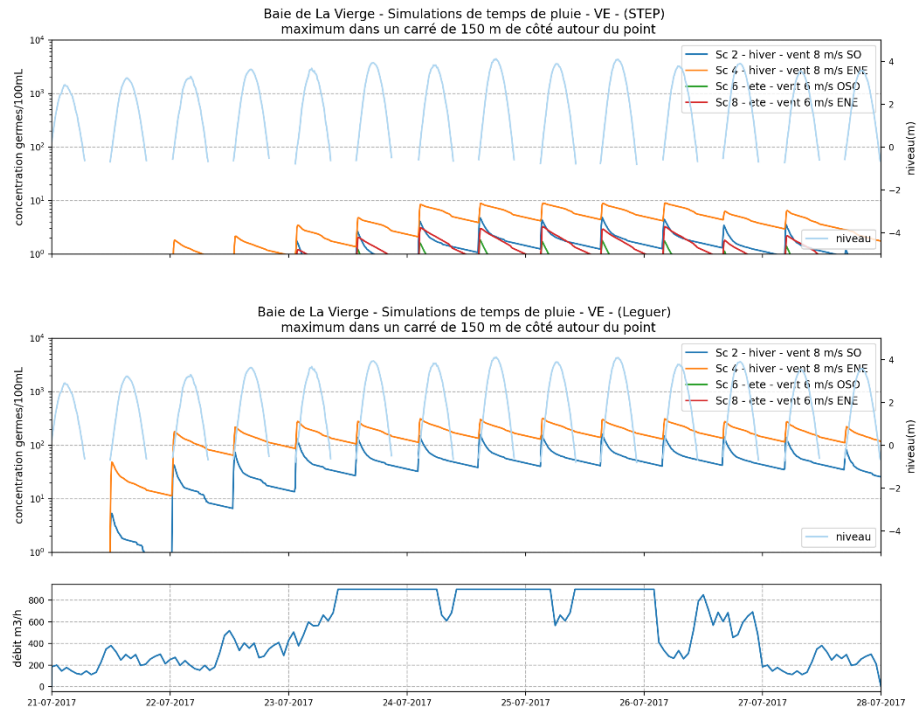 Baie de La Vierge - Simulations de temps de pluie - VE - (STEP)
maximum dans un carré de 150 m de côté autour du point
concentration germes/100mL
10⁴
10³
10²
10¹
10⁰
Sc 2 - hiver - vent 8 m/s SO
Sc 4 - hiver - vent 8 m/s ENE
Sc 6 - ete - vent 6 m/s OSO
Sc 8 - ete - vent 6 m/s ENE
niveau
4
2
0
−2
−4
niveau(m)
Baie de La Vierge - Simulations de temps de pluie - VE - (Leguer)
maximum dans un carré de 150 m de côté autour du point
concentration germes/100mL
10⁴
10³
10²
10¹
10⁰
Sc 2 - hiver - vent 8 m/s SO
Sc 4 - hiver - vent 8 m/s ENE
Sc 6 - ete - vent 6 m/s OSO
Sc 8 - ete - vent 6 m/s ENE
niveau
4
2
0
−2
−4
niveau(m)
débit m3/h
800
600
400
200
0
21-07-2017
22-07-2017
23-07-2017
24-07-2017
25-07-2017
26-07-2017
27-07-2017
28-07-2017